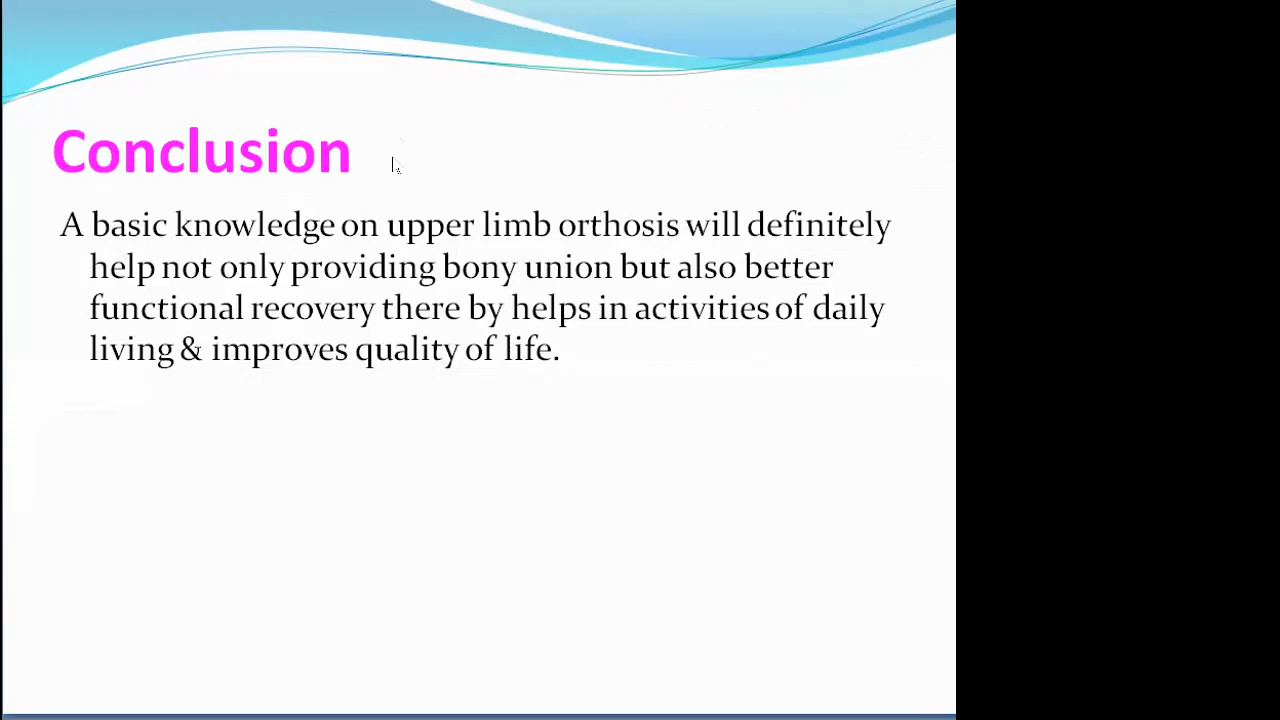 Conclusion
A basic knowledge on upper limb orthosis will definitely
help not only providing bony union but also better
functional recovery there by helps in activities of daily
living & improves quality of life.